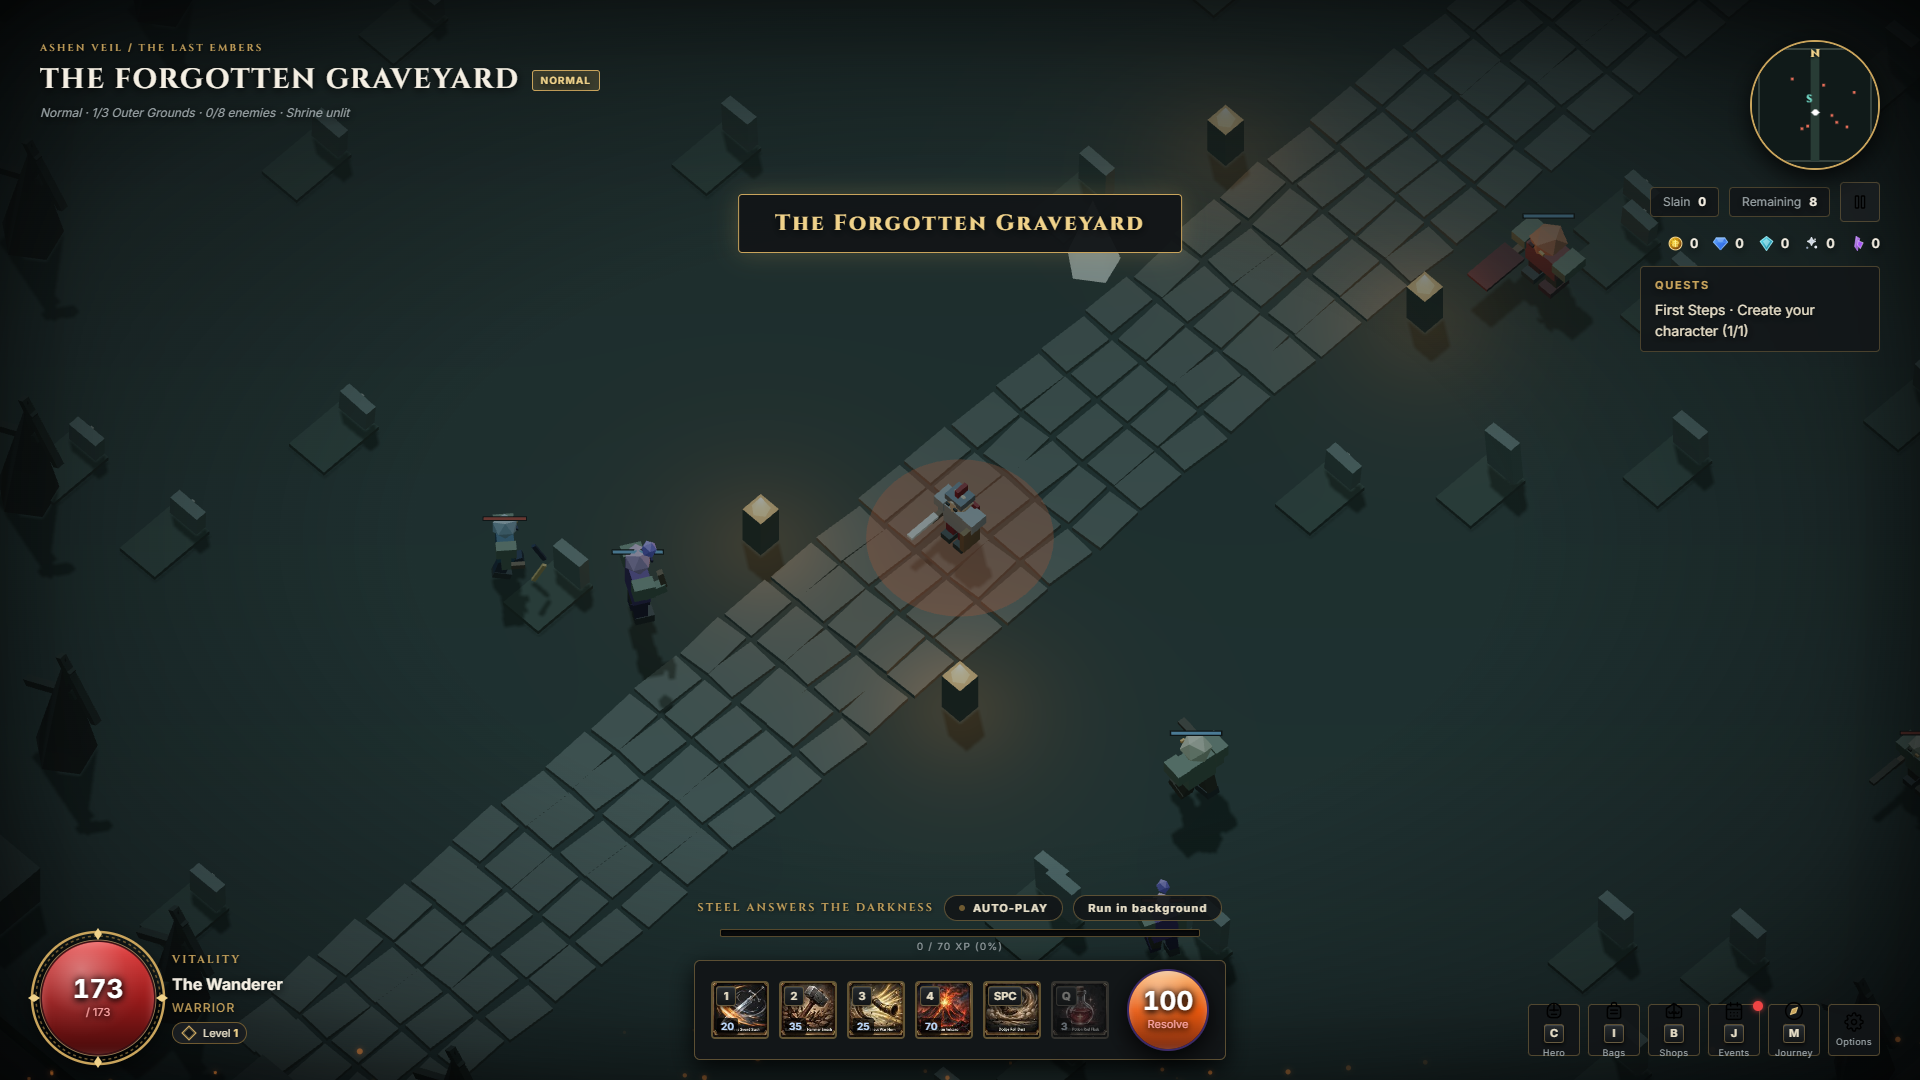 ASHEN VEIL / THE LAST EMBERS
THE FORGOTTEN GRAVEYARD NORMAL
Normal · 1/3 Outer Grounds · 0/8 enemies · Shrine unlit
N
S
The Forgotten Graveyard
Slain 0 Remaining 8
0 0 0 0 0
QUESTS
First Steps · Create your
character (1/1)
STEEL ANSWERS THE DARKNESS AUTO-PLAY Run in background
0 / 70 XP (0%)
173
/ 173
VITALITY
The Wanderer
WARRIOR
Level 1
1 2 3 4 SPC Q
20 35 25 70 3
100
Resolve
C I B J M
Hero Bags Shops Events Journey Options